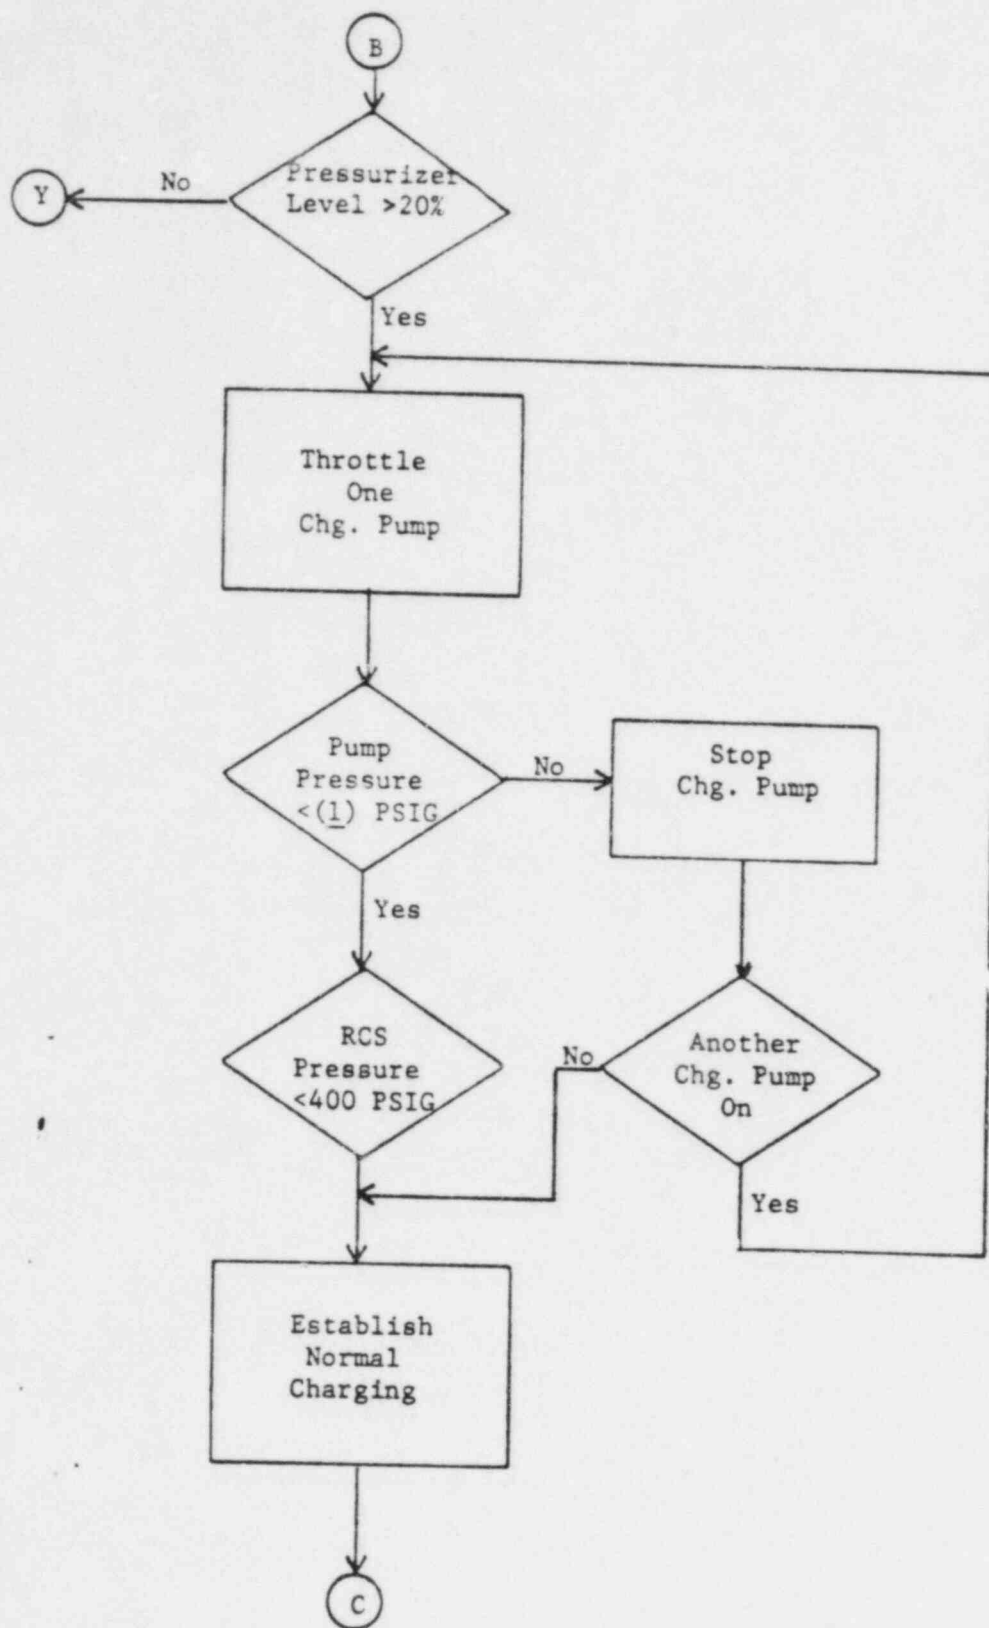 B
Pressurizer
Level >20%
No
Y
Yes
Throttle
One
Chg. Pump
Pump
Pressure
<(1) PSIG
No
Stop
Chg. Pump
Yes
RCS
Pressure
<400 PSIG
No
Another
Chg. Pump
On
Yes
Establish
Normal
Charging
C